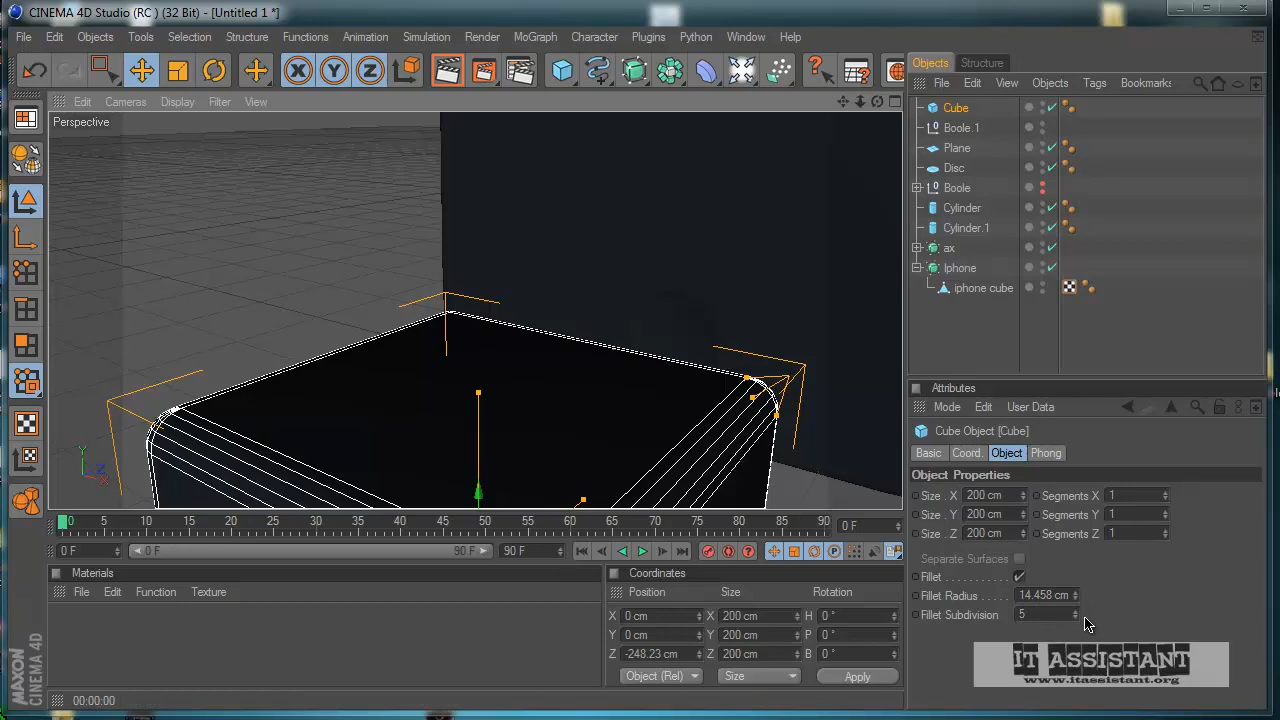 CINEMA 4D Studio (RC ) (32 Bit) - [Untitled 1 *]
File Edit Objects Tools Selection Structure Functions Animation Simulation Render MoGraph Character Plugins Python Window Help
X Y Z
Objects Structure
File Edit View Objects Tags Bookmarks
Edit Cameras Display Filter View
Perspective
Cube
Boole.1
Plane
Disc
Boole
Cylinder
Cylinder.1
ax
Iphone
iphone cube
Y Z X
Attributes
Mode Edit User Data
Cube Object [Cube]
Basic Coord. Object Phong
Object Properties
Size . X 200 cm Segments X 1
Size . Y 200 cm Segments Y 1
Size . Z 200 cm Segments Z 1
Separate Surfaces
Fillet . . . . . . . . . . .
Fillet Radius . . . . . 14.458 cm
Fillet Subdivision 5
0 5 10 15 20 25 30 35 40 45 50 55 60 65 70 75 80 85 90 0 F
0 F 0 F 90 F 90 F
Materials
File Edit Function Texture
Coordinates
Position Size Rotation
X 0 cm X 200 cm H 0 °
Y 0 cm Y 200 cm P 0 °
Z -248.23 cm Z 200 cm B 0 °
Object (Rel) Size Apply
MAXON
CINEMA 4D
00:00:00
IT ASSISTANT
www.itassistant.org